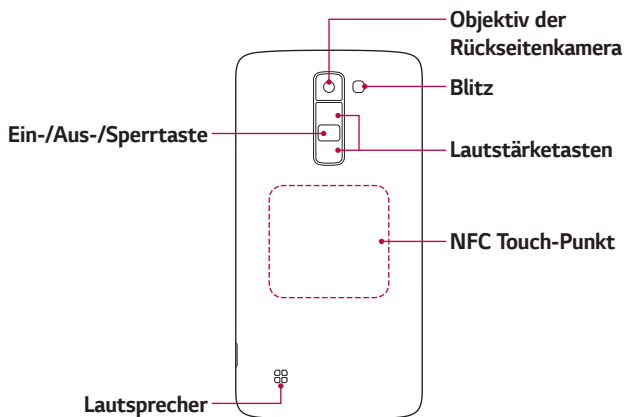 Objektiv der
Rückseitenkamera
Blitz
Ein-/Aus-/Sperrtaste
Lautstärketasten
NFC Touch-Punkt
Lautsprecher